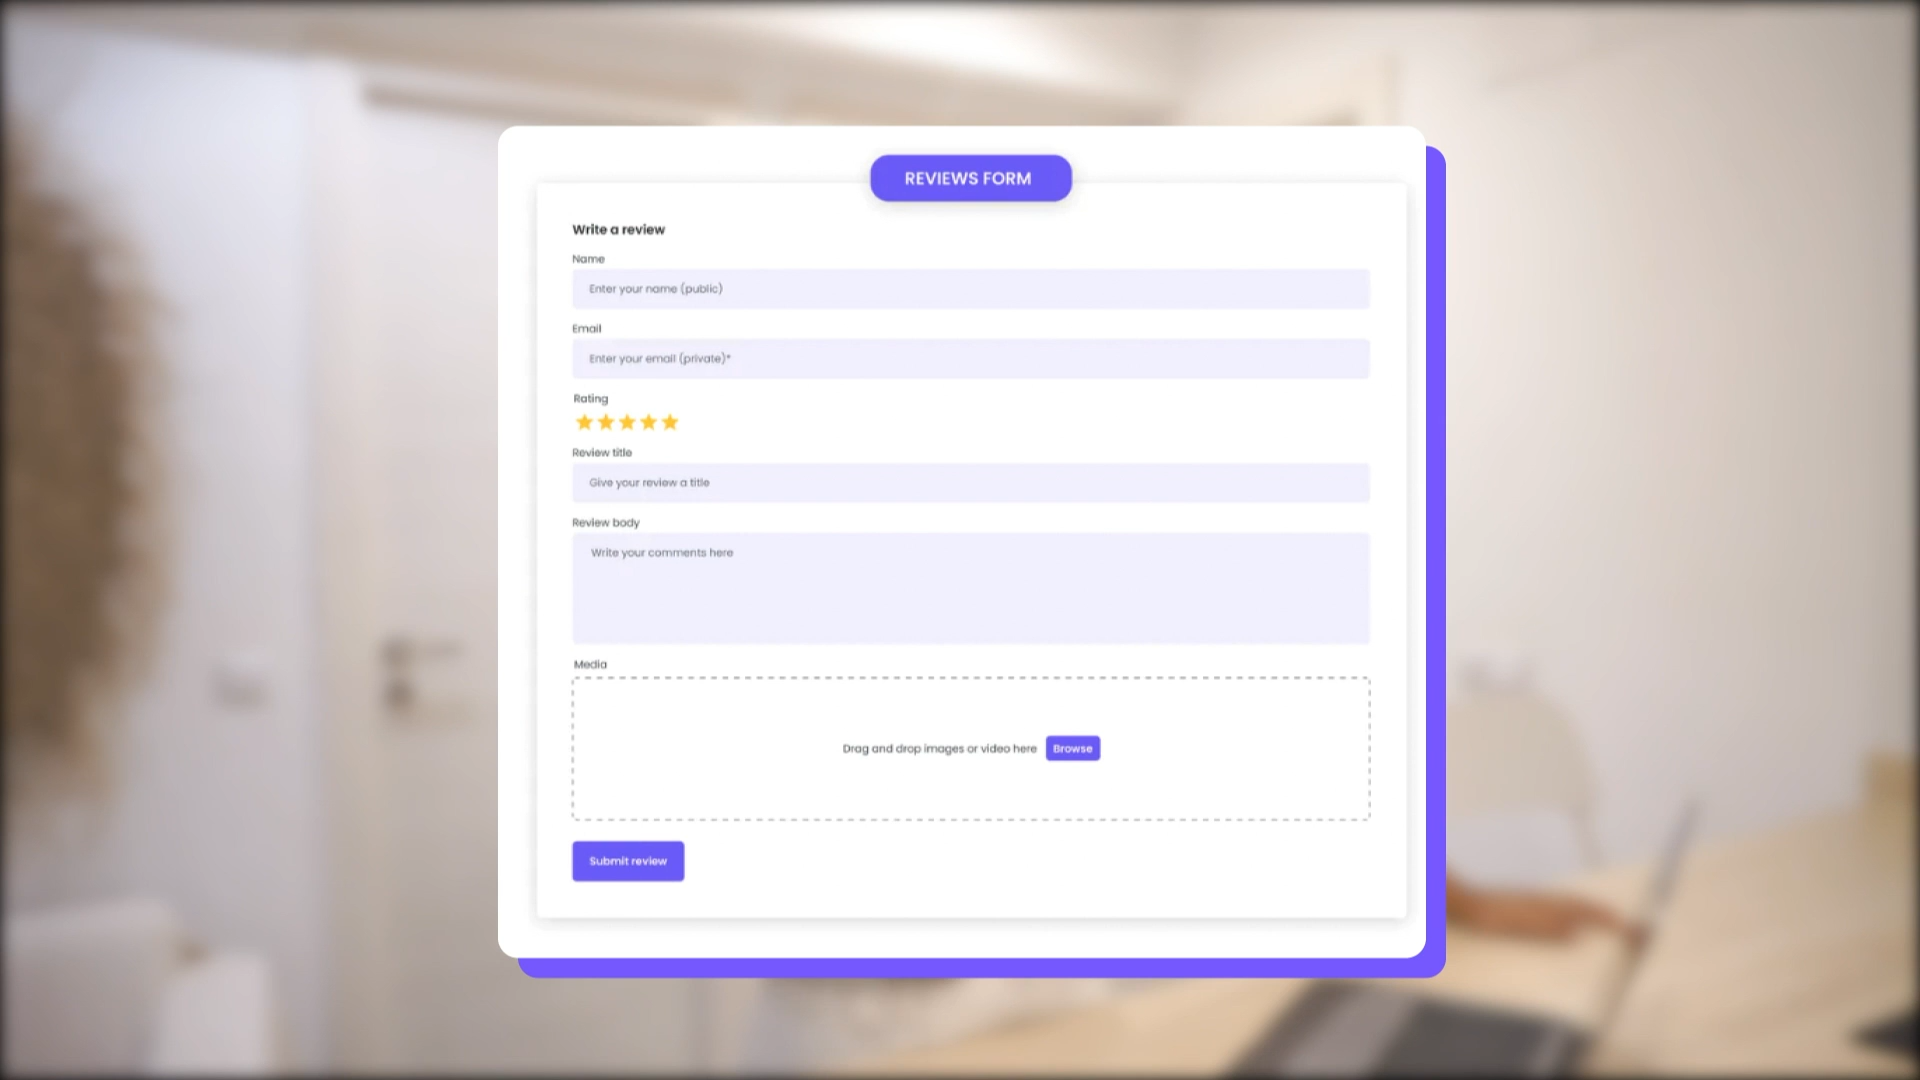 REVIEWS FORM
Write a review
Name
Enter your name (public)
Email
Enter your email (private)*
Rating
Review title
Give your review a title
Review body
Write your comments here
Media
Drag and drop images or video here
Browse
Submit review